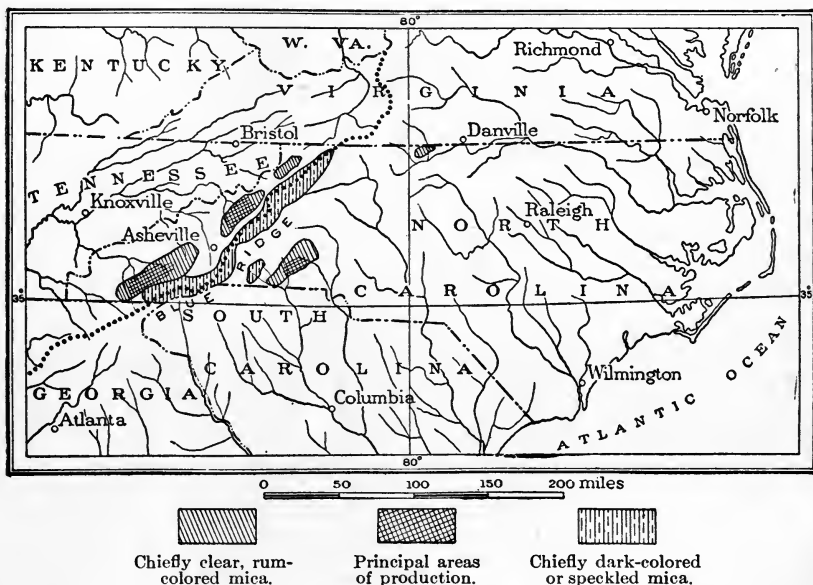 80°
W. VA.
Richmond
KENTUCKY
VIRGINIA
Norfolk
Bristol
Danville
TENNESSEE
Knoxville
NORTH
Raleigh
Asheville
BLUE RIDGE
CAROLINA
35
35
SOUTH
CAROLINA
Wilmington
GEORGIA
Columbia
Atlanta
ATLANTIC OCEAN
80°
0 50 100 150 200 miles
Chiefly clear, rum-
colored mica.
Principal areas
of production.
Chiefly dark-colored
or speckled mica.